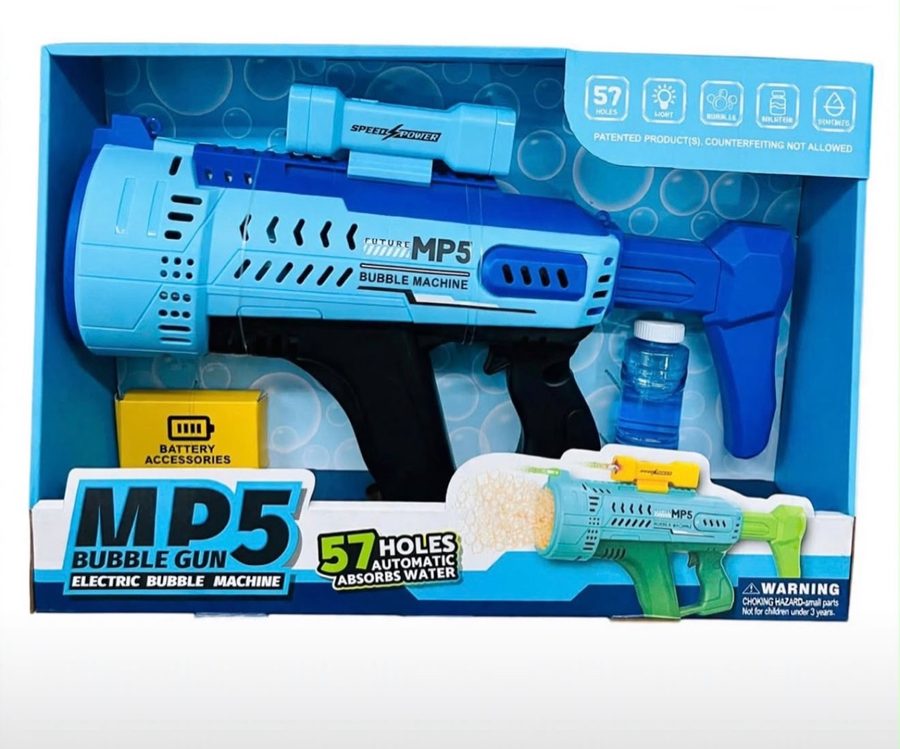 57
HOLES
LIGHT
BUBBLE
PATENTED PRODUCT(S). COUNTERFEITING NOT ALLOWED
SPEED POWER
FUTURE MP5
BUBBLE MACHINE
BATTERY
ACCESSORIES
MP5
BUBBLE GUN
ELECTRIC BUBBLE MACHINE
57 HOLES
AUTOMATIC
ABSORBS WATER
MP5
WARNING
CHOKING HAZARD-small parts
Not for children under 3 years.